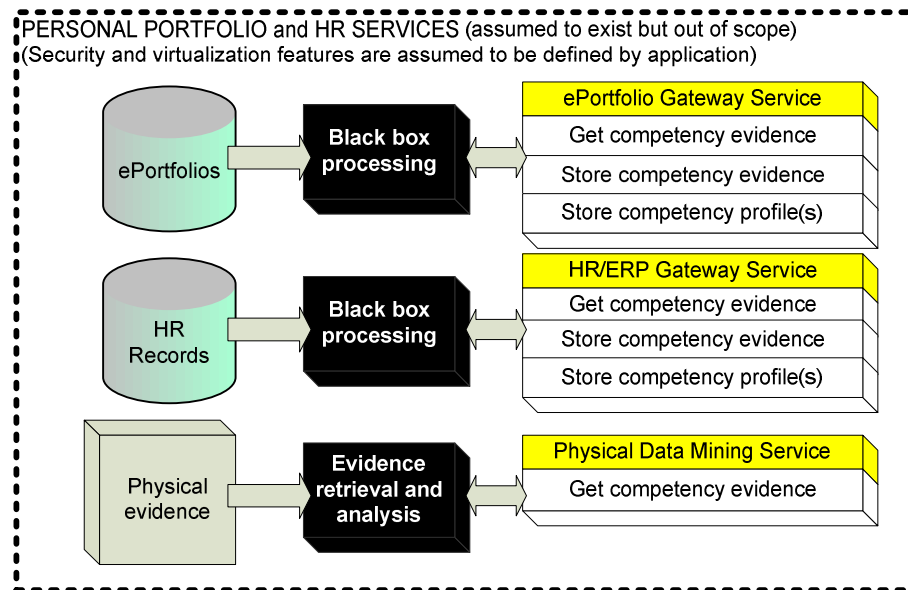 PERSONAL PORTFOLIO and HR SERVICES (assumed to exist but out of scope)
(Security and virtualization features are assumed to be defined by application)
ePortfolios
Black box
processing
ePortfolio Gateway Service
Get competency evidence
Store competency evidence
Store competency profile(s)
HR
Records
Black box
processing
HR/ERP Gateway Service
Get competency evidence
Store competency evidence
Store competency profile(s)
Physical
evidence
Evidence
retrieval and
analysis
Physical Data Mining Service
Get competency evidence